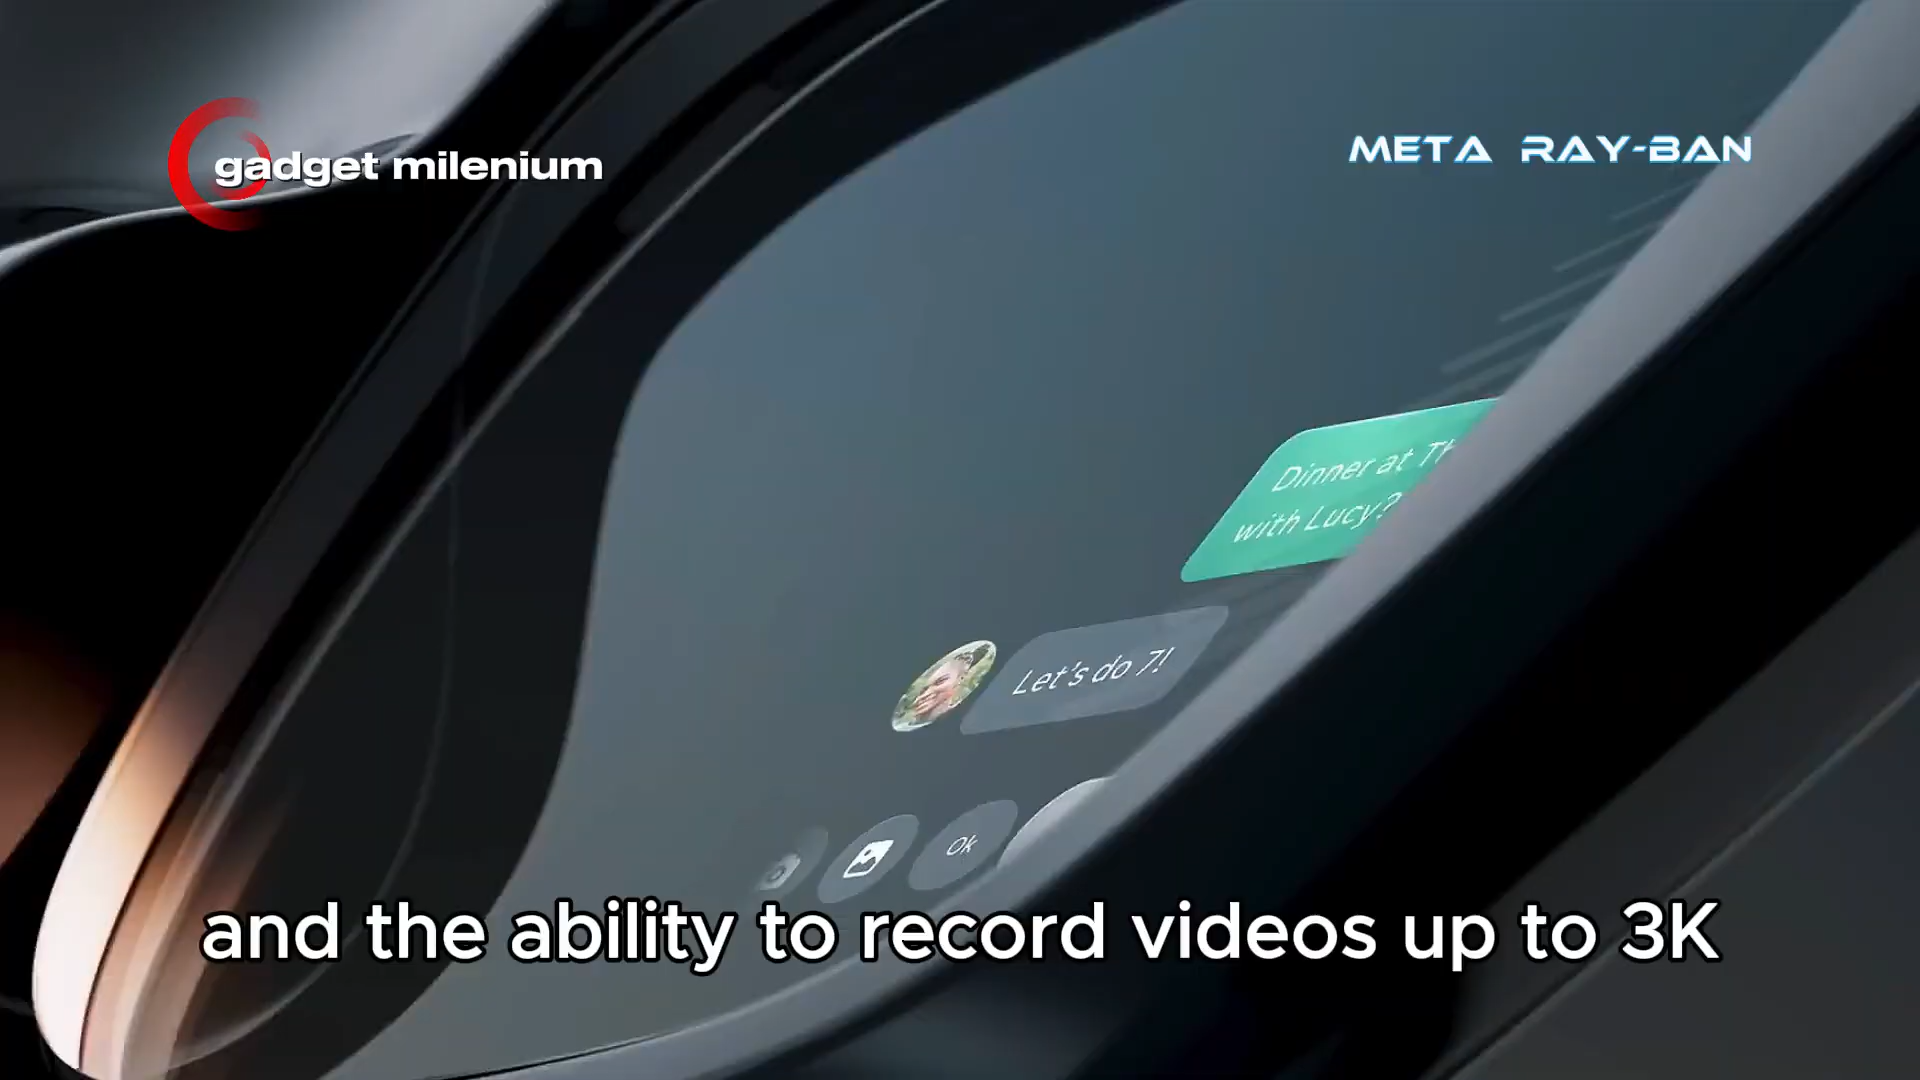 gadget milenium
META RAY-BAN
Dinner at
with Lucy?
Let's do 7!
Ok
and the ability to record videos up to 3K